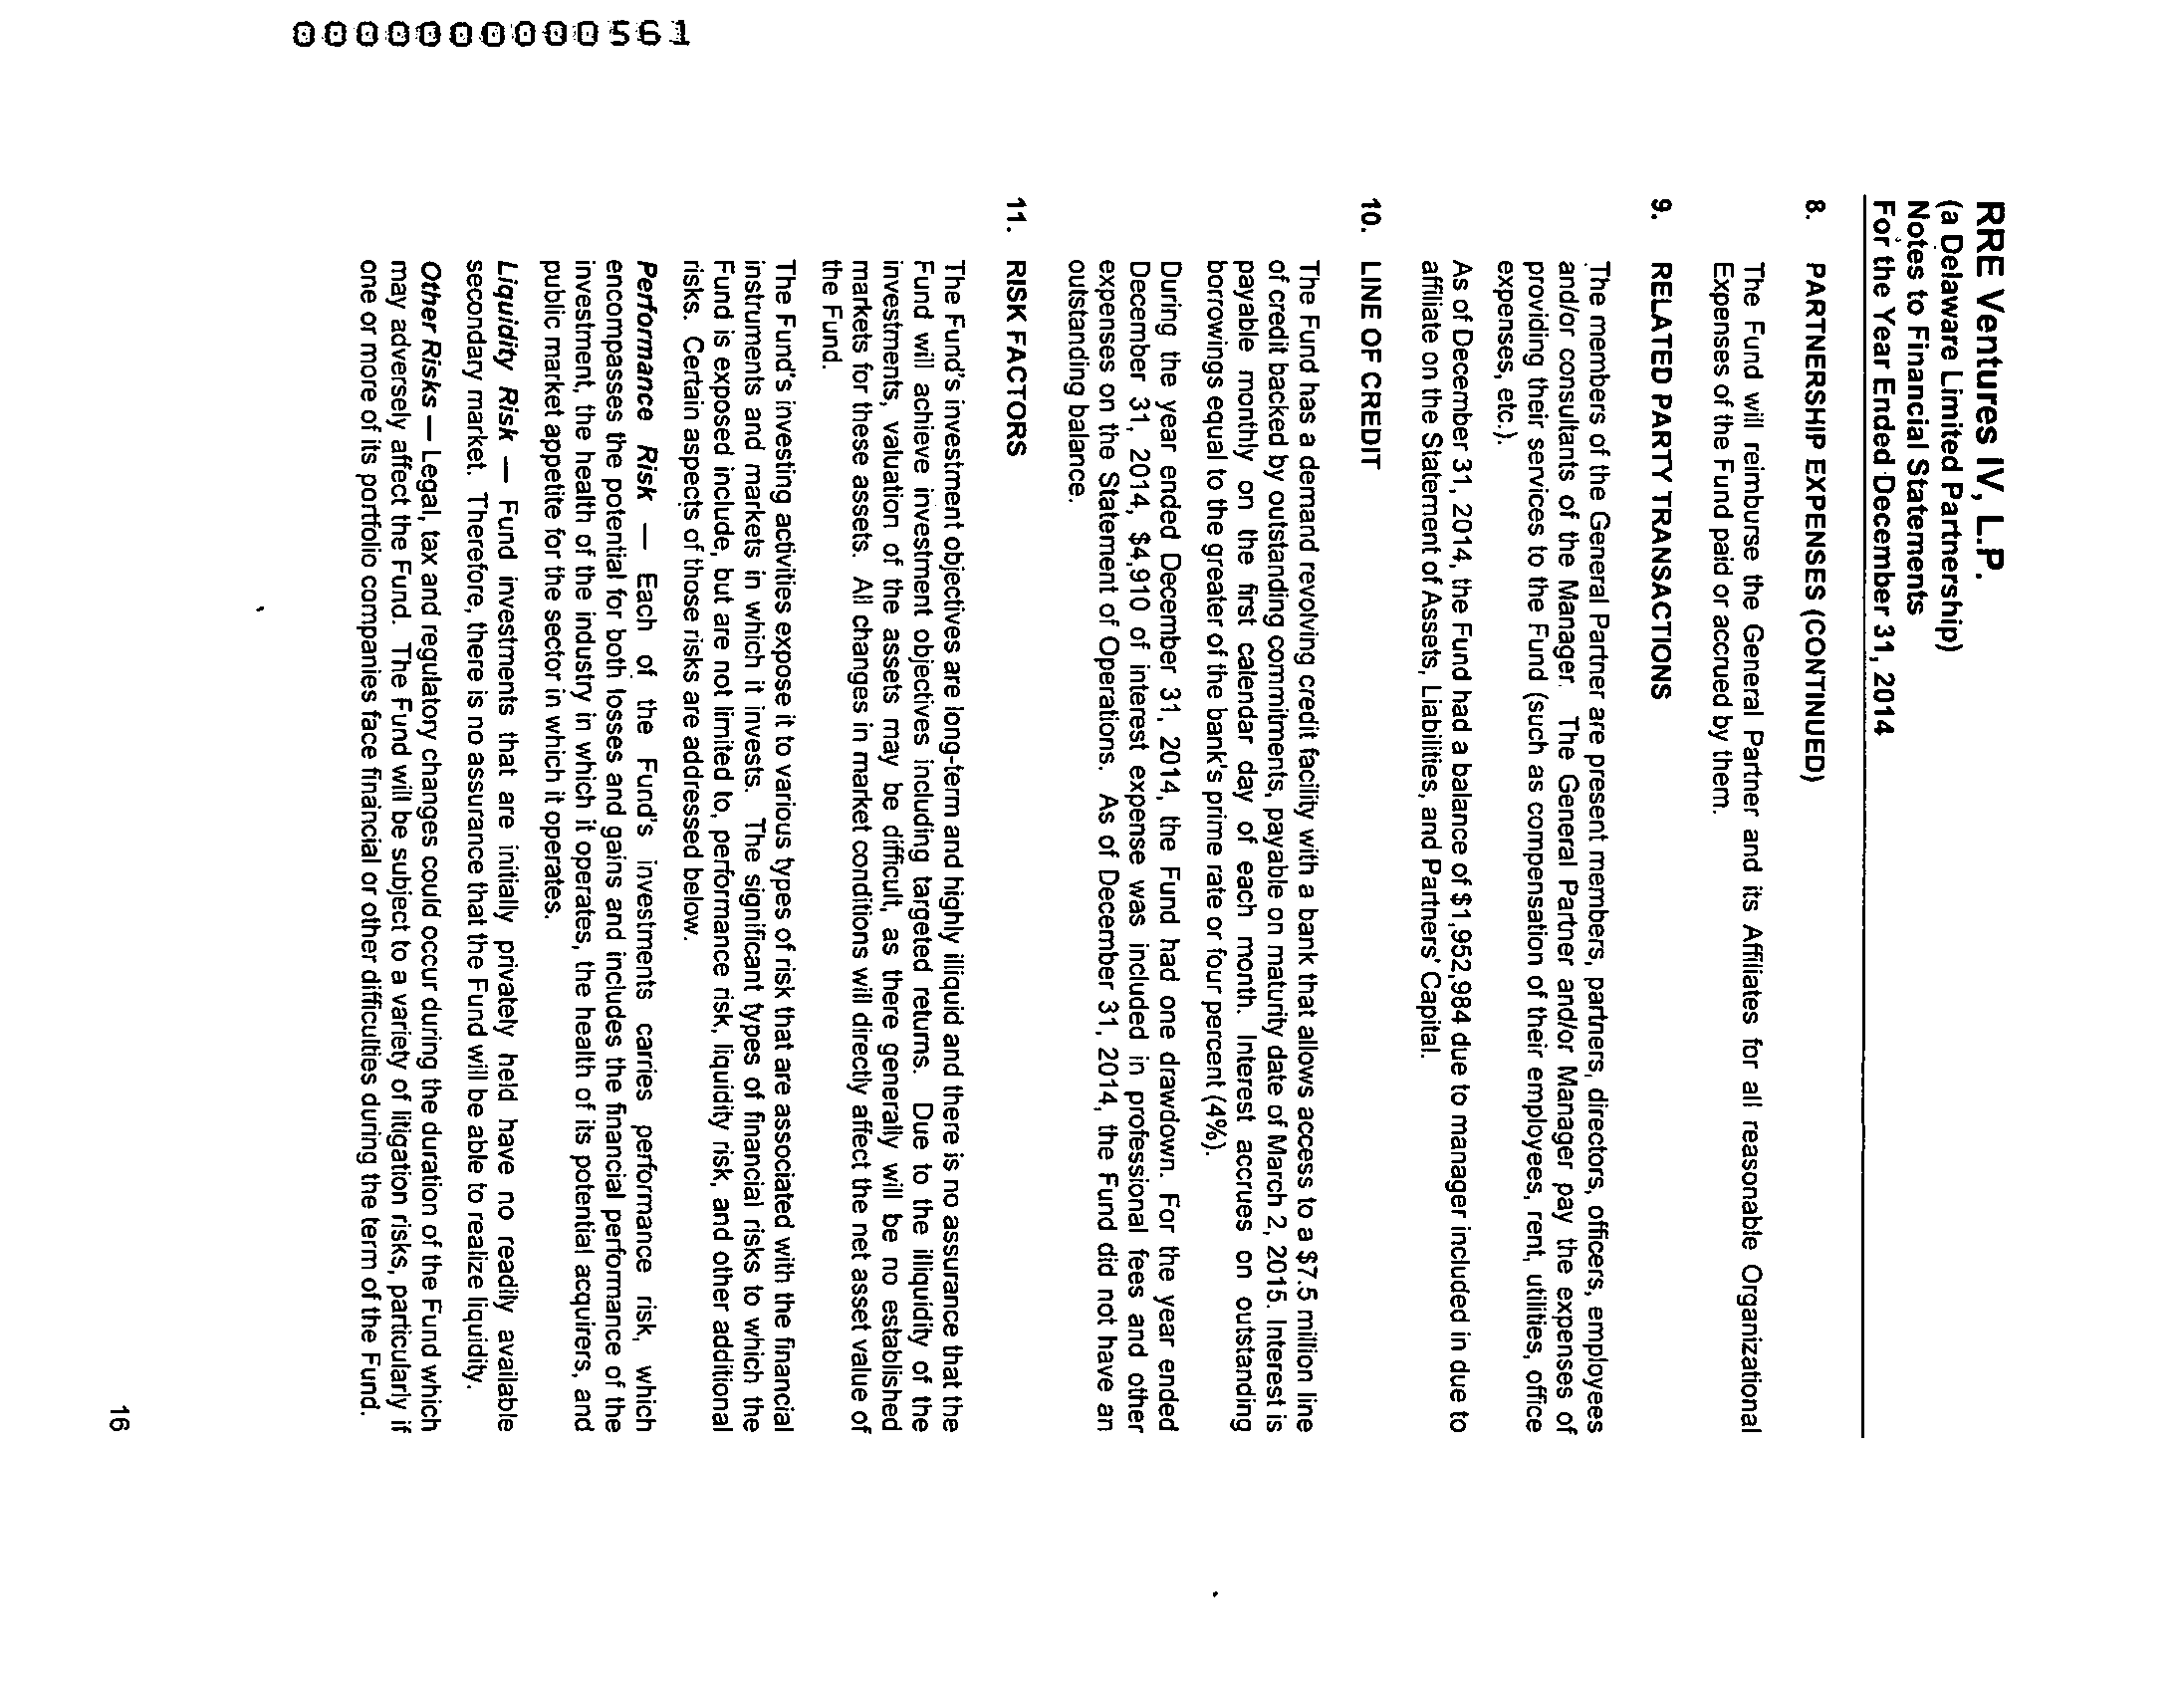 RRE Ventures IV, L.P.
(a Delaware Limited Partnership)
Notes to Financial Statements
For the Year Ended December 31, 2014
8. PARTNERSHIP EXPENSES (CONTINUED)
The Fund will reimburse the General Partner and its Affiliates for all reasonable Organizational
Expenses of the Fund paid or accrued by them.
9. RELATED PARTY TRANSACTIONS
The members of the General Partner are present members, partners, directors, officers, employees
and/or consultants of the Manager. The General Partner and/or Manager pay the expenses of
providing their services to the Fund (such as compensation of their employees, rent, utilities, office
expenses, etc.).
As of December 31, 2014, the Fund had a balance of $1,952,984 due to manager included in due to
affiliate on the Statement of Assets, Liabilities, and Partners' Capital.
10. LINE OF CREDIT
The Fund has a demand revolving credit facility with a bank that allows access to a $7.5 million line
of credit backed by outstanding commitments, payable on maturity date of March 2, 2015. Interest is
payable monthly on the first calendar day of each month. Interest accrues on outstanding
borrowings equal to the greater of the bank's prime rate or four percent (4%).
During the year ended December 31, 2014, the Fund had one drawdown. For the year ended
December 31, 2014, $4,910 of interest expense was included in professional fees and other
expenses on the Statement of Operations. As of December 31, 2014, the Fund did not have an
outstanding balance.
11. RISK FACTORS
The Fund's investment objectives are long-term and highly illiquid and there is no assurance that the
Fund will achieve investment objectives including targeted returns. Due to the illiquidity of the
investments, valuation of the assets may be difficult, as there generally will be no established
markets for these assets. All changes in market conditions will directly affect the net asset value of
the Fund.
The Fund's investing activities expose it to various types of risk that are associated with the financial
instruments and markets in which it invests. The significant types of financial risks to which the
Fund is exposed include, but are not limited to, performance risk, liquidity risk, and other additional
risks. Certain aspects of those risks are addressed below.
Performance Risk — Each of the Fund's investments carries performance risk, which
encompasses the potential for both losses and gains and includes the financial performance of the
investment, the health of the industry in which it operates, the health of its potential acquirers, and
public market appetite for the sector in which it operates.
Liquidity Risk — Fund investments that are initially privately held have no readily available
secondary market. Therefore, there is no assurance that the Fund will be able to realize liquidity.
Other Risks — Legal, tax and regulatory changes could occur during the duration of the Fund which
may adversely affect the Fund. The Fund will be subject to a variety of litigation risks, particularly if
one or more of its portfolio companies face financial or other difficulties during the term of the Fund.
16
0000000000561